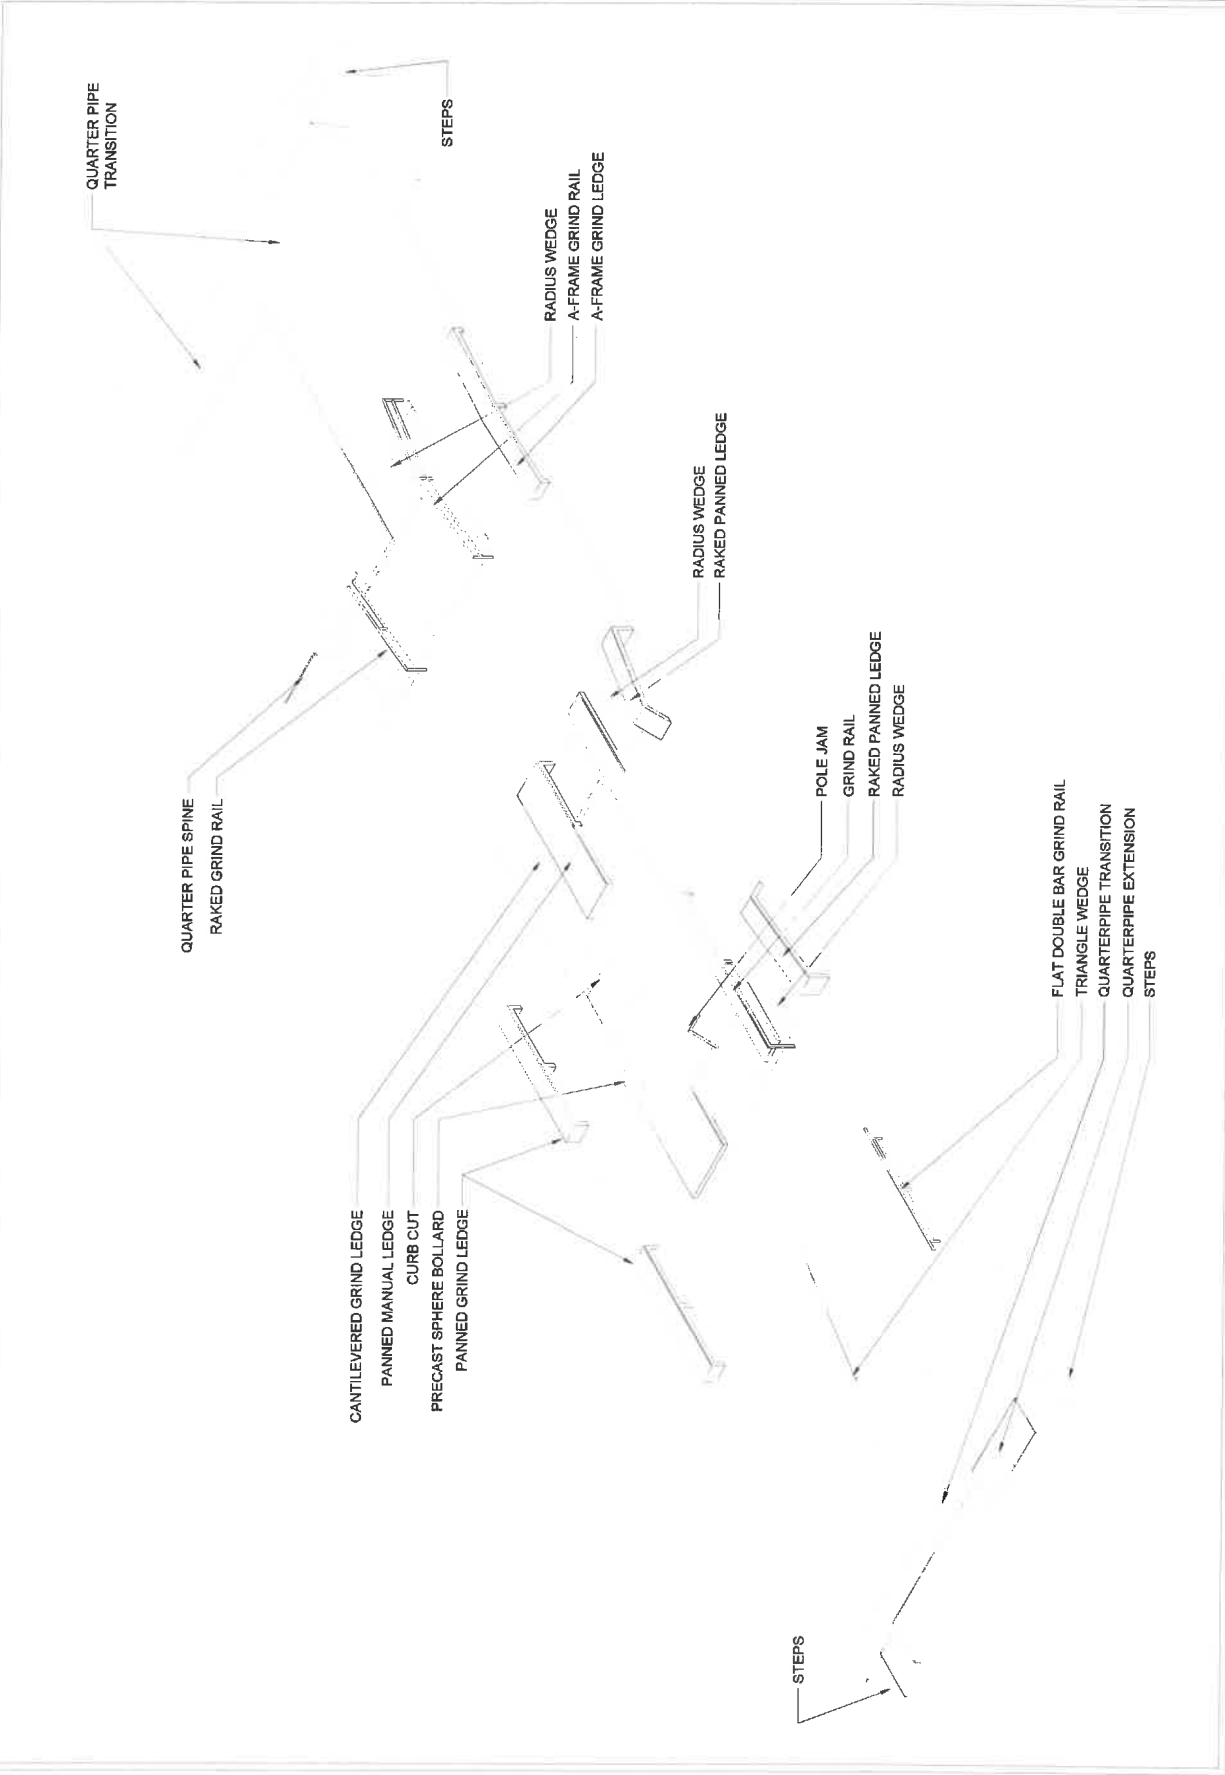 QUARTER PIPE
TRANSITION
QUARTER PIPE SPINE
RAKED GRIND RAIL
CANTILEVERED GRIND LEDGE
PANNED MANUAL LEDGE
CURB CUT
PRECAST SPHERE BOLLARD
PANNED GRIND LEDGE
STEPS
RADIUS WEDGE
A-FRAME GRIND RAIL
A-FRAME GRIND LEDGE
RADIUS WEDGE
RAKED PANNED LEDGE
POLE JAM
GRIND RAIL
RAKED PANNED LEDGE
RADIUS WEDGE
STEPS
FLAT DOUBLE BAR GRIND RAIL
TRIANGLE WEDGE
QUARTERPIPE TRANSITION
QUARTERPIPE EXTENSION
STEPS